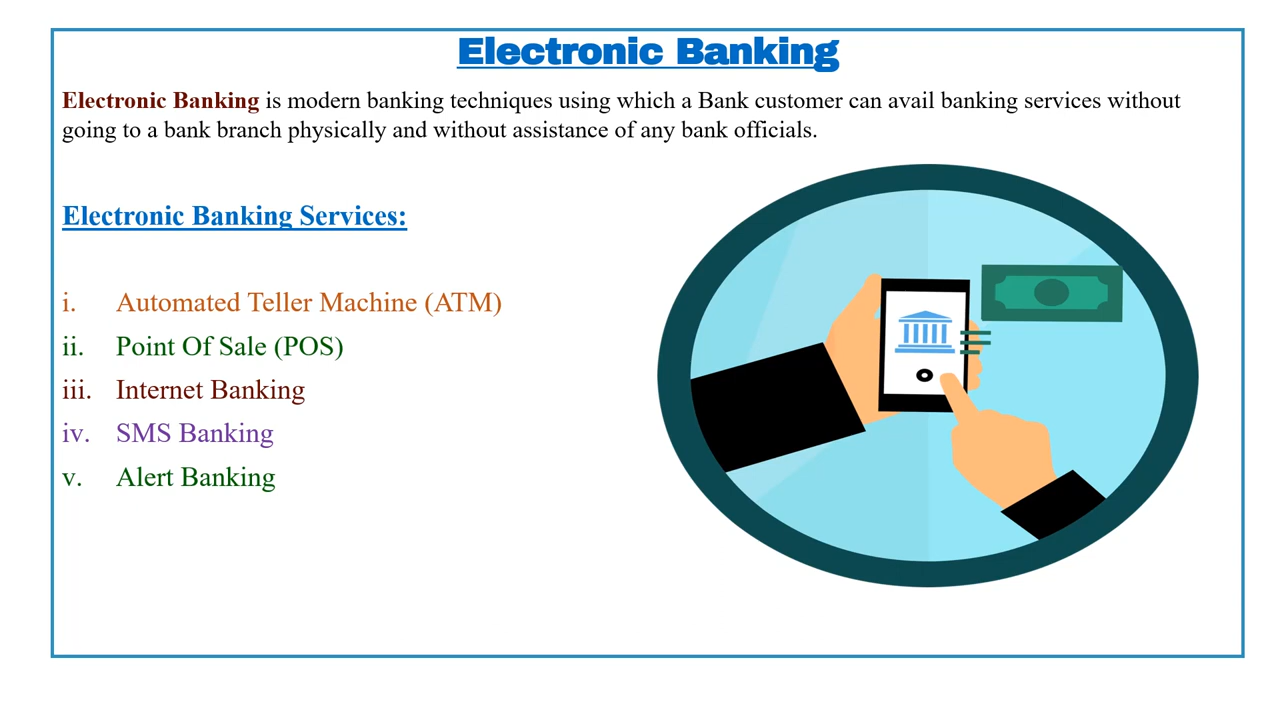 Electronic Banking
Electronic Banking is modern banking techniques using which a Bank customer can avail banking services without
going to a bank branch physically and without assistance of any bank officials.
Electronic Banking Services:
i. Automated Teller Machine (ATM)
ii. Point Of Sale (POS)
iii. Internet Banking
iv. SMS Banking
v. Alert Banking